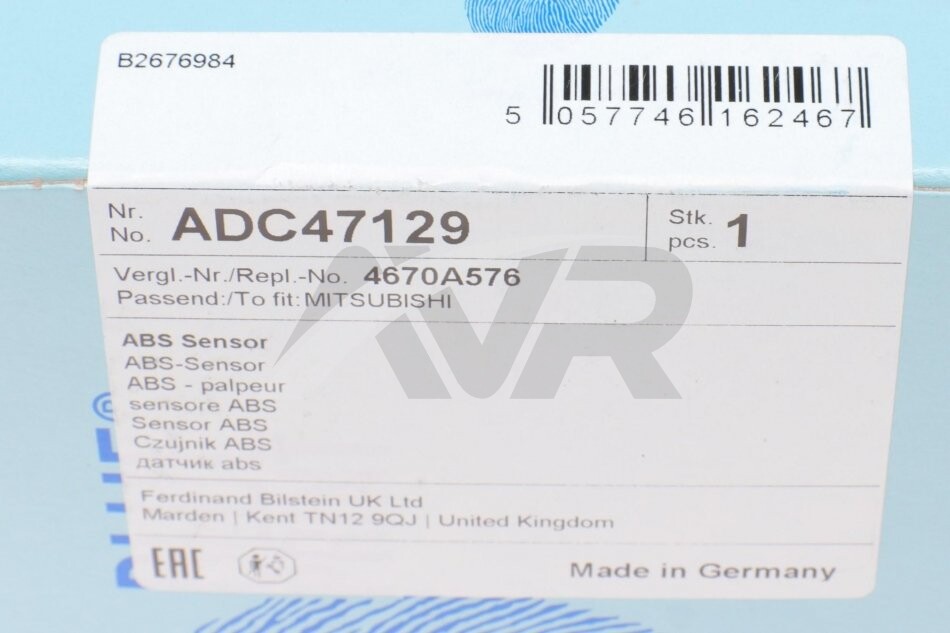 B2676984
5 057746 162467
Nr.
No. ADC47129
Stk.
pcs. 1
Vergl.-Nr./Repl.-No. 4670A576
Passend:/To fit: MITSUBISHI
AVR
ABS Sensor
ABS-Sensor
ABS - palpeur
sensore ABS
Sensor ABS
Czujnik ABS
датчик abs
®
Ferdinand Bilstein UK Ltd
Marden | Kent TN12 9QJ | United Kingdom
EAC
Made in Germany